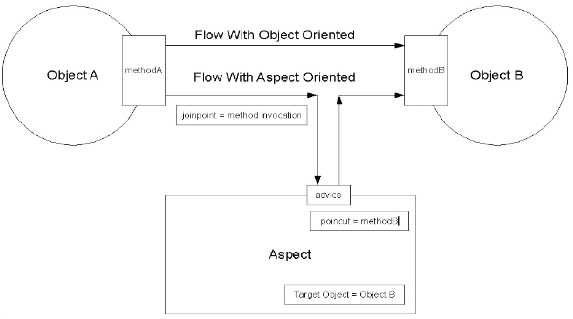 Flow With Object Oriented
Object A
methodA
methodB
Object B
Flow With Aspect Oriented
joinpoint = method invocation
advice
poincut = methodB
Aspect
Target Object = Object B